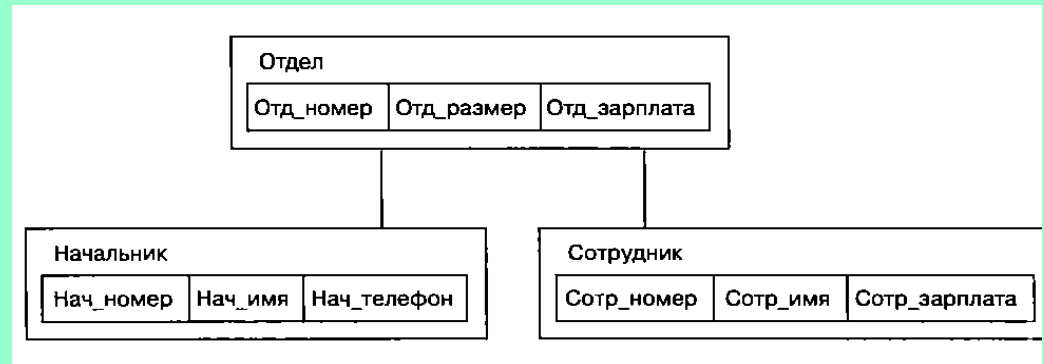 Отдел
Отд_номер Отд_размер Отд_зарплата
Начальник
Нач_номер Нач_имя Нач_телефон
Сотрудник
Сотр_номер Сотр_имя Сотр_зарплата